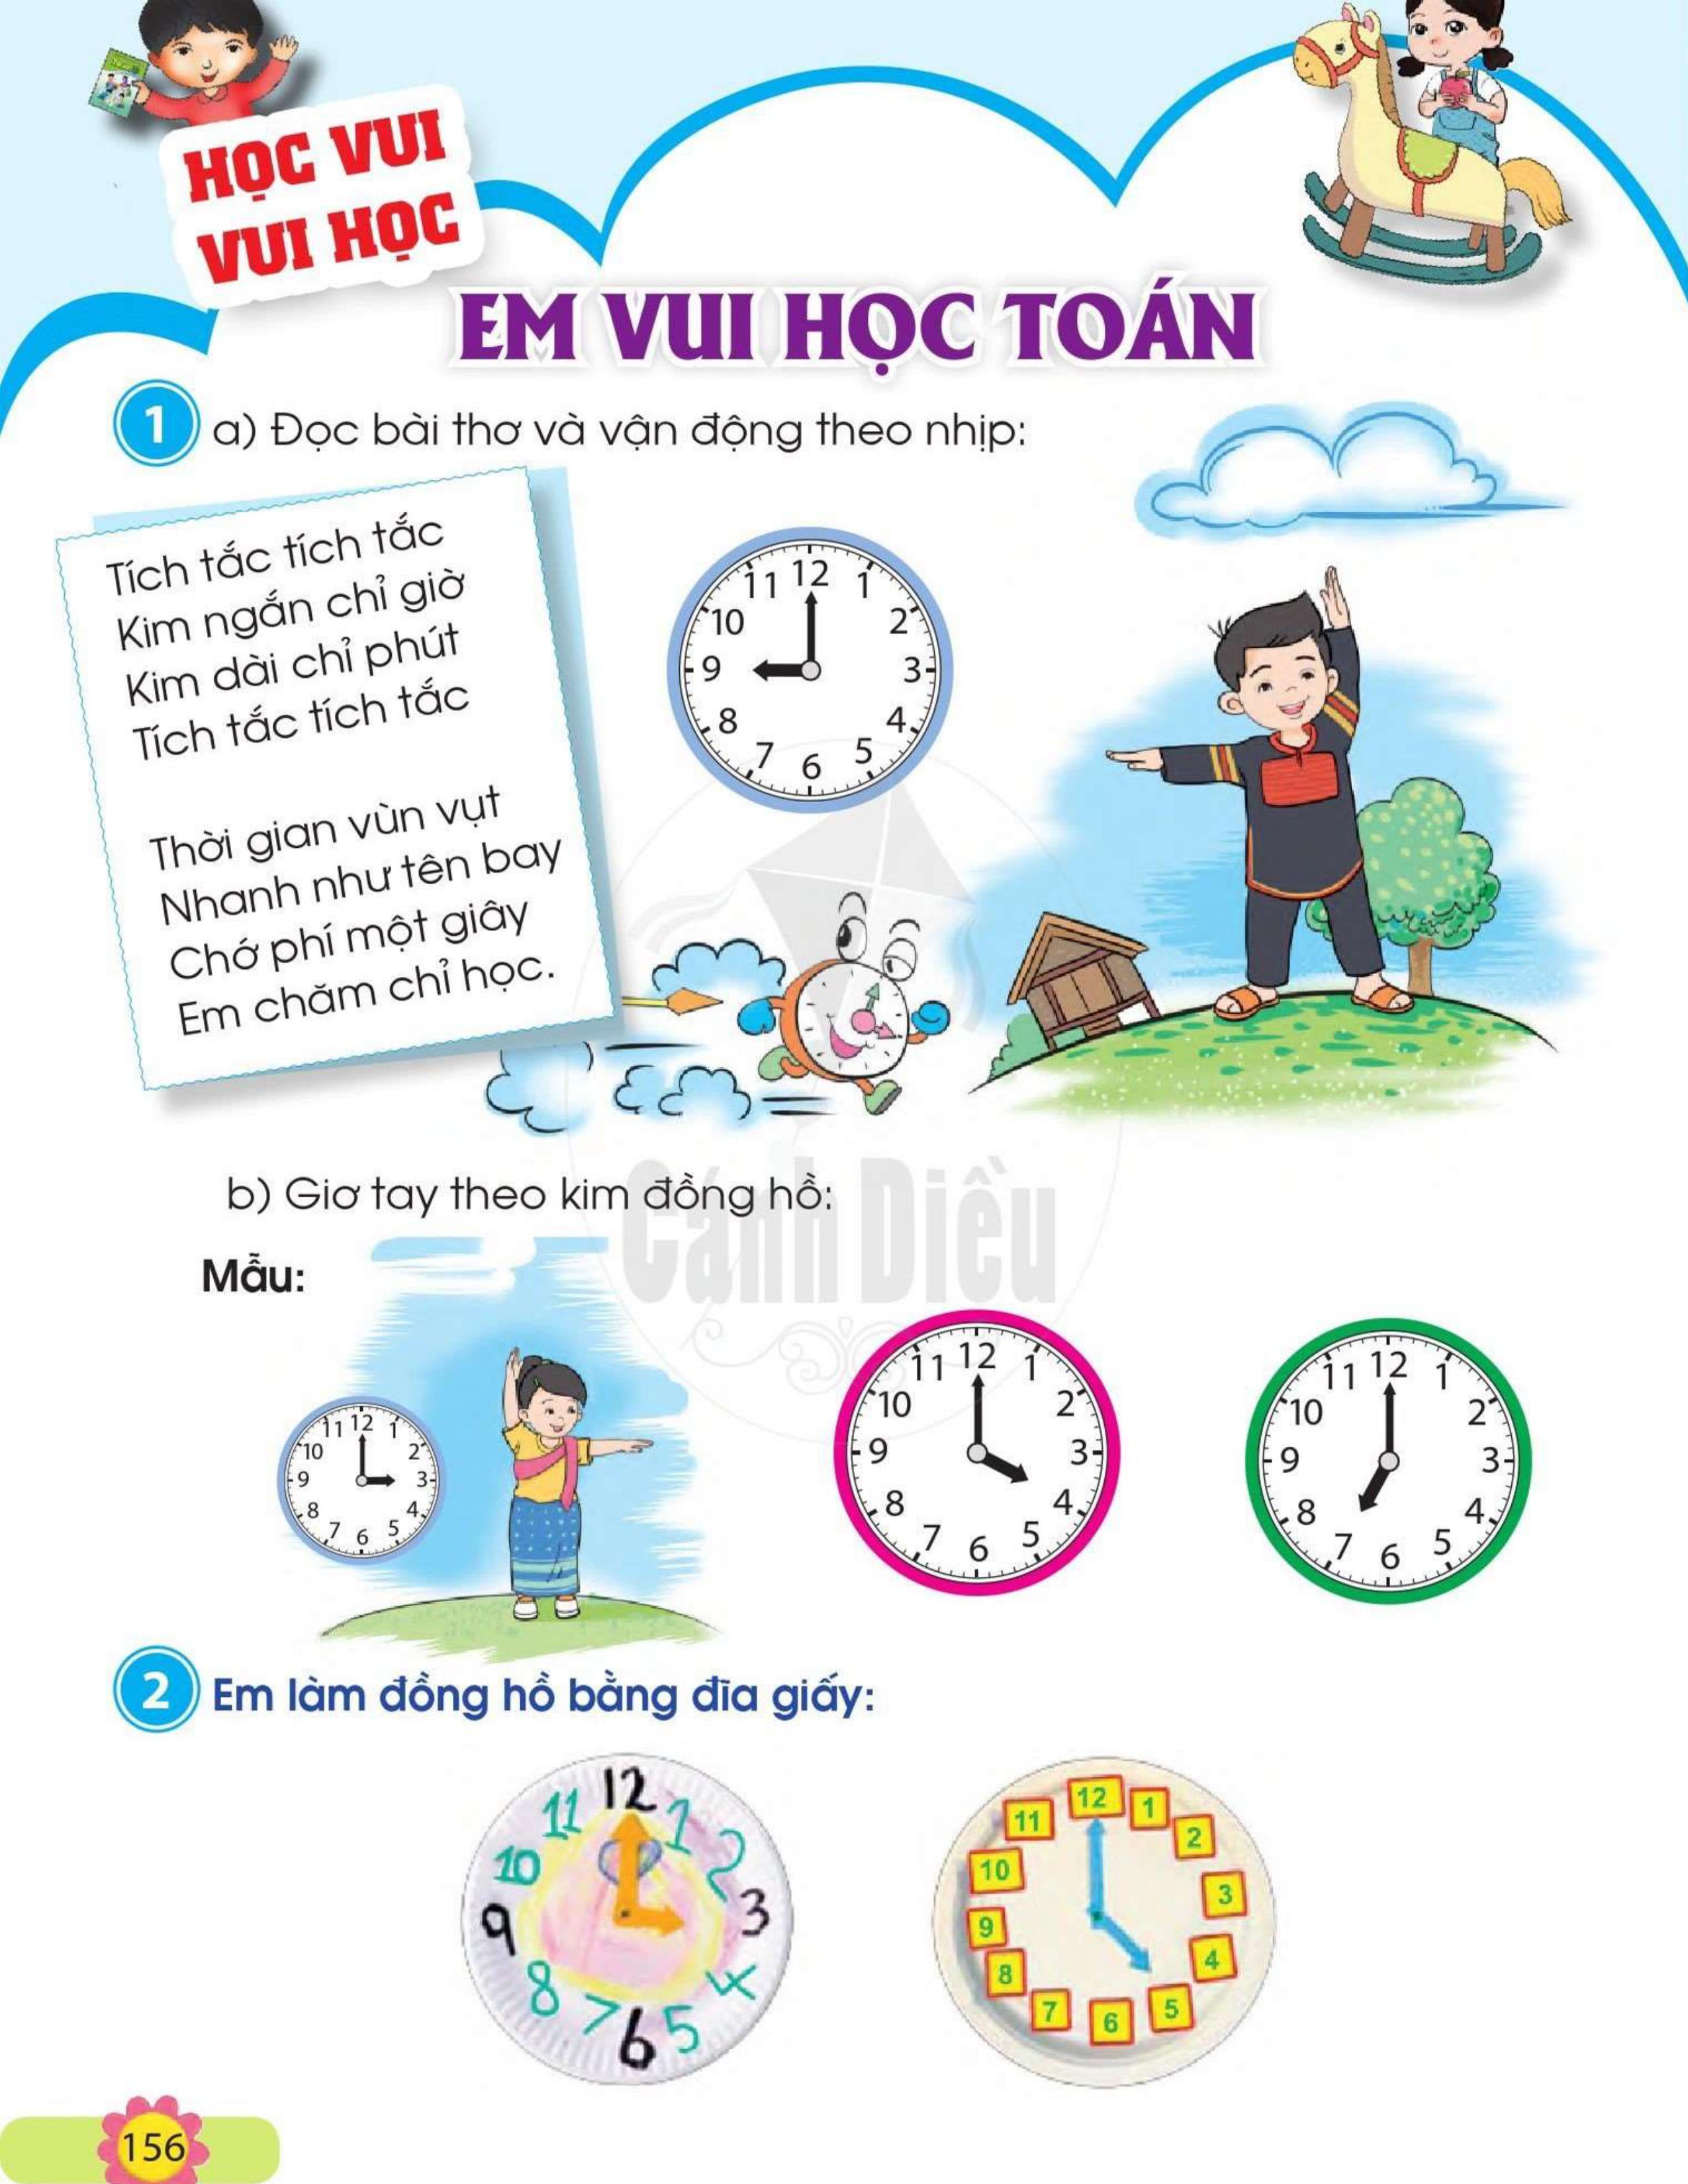 HỌC VUI
VUI HỌC
EM VUI HỌC TOÁN
1 a) Đọc bài thơ và vận động theo nhịp:
Tích tắc tích tắc
Kim ngắn chỉ giờ
Kim dài chỉ phút
Tích tắc tích tắc
Thời gian vùn vụt
Nhanh như tên bay
Chớ phí một giây
Em chăm chỉ học.
12 1 2 3 4 5 6 7 8 9 10 11
b) Giơ tay theo kim đồng hồ:
Cánh Diều
Mẫu:
12 1 2 3 4 5 6 7 8 9 10 11
12 1 2 3 4 5 6 7 8 9 10 11
12 1 2 3 4 5 6 7 8 9 10 11
2 Em làm đồng hồ bằng đĩa giấy:
12 1 2 3 4 5 6 7 8 9 10 11
12 1 2 3 4 5 6 7 8 9 10 11
156